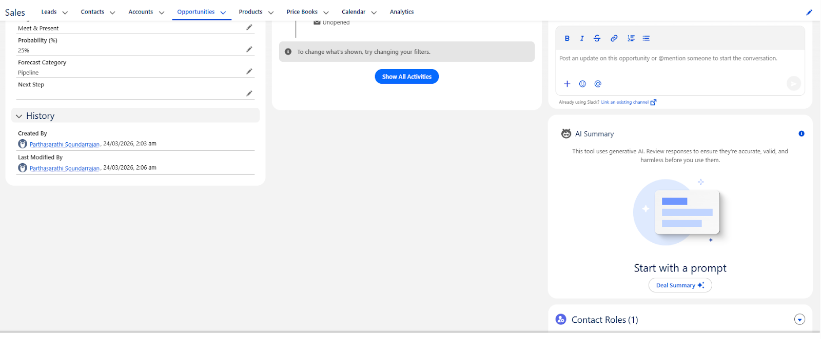 Sales
Leads
Contacts
Accounts
Opportunities
Products
Price Books
Calendar
Analytics
Meet & Present
Probability (%)
25%
Forecast Category
Pipeline
Next Step
History
Created By
Parthasarathi Soundarrajan, 24/03/2026, 2:03 am
Last Modified By
Parthasarathi Soundarrajan, 24/03/2026, 2:06 am
Unopened
To change what's shown, try changing your filters.
Show All Activities
B I S
Post an update on this opportunity or @mention someone to start the conversation.
Already using Slack? Link an existing channel
AI Summary
This tool uses generative AI. Review responses to ensure they're accurate, valid, and
harmless before you use them.
Start with a prompt
Deal Summary
Contact Roles (1)